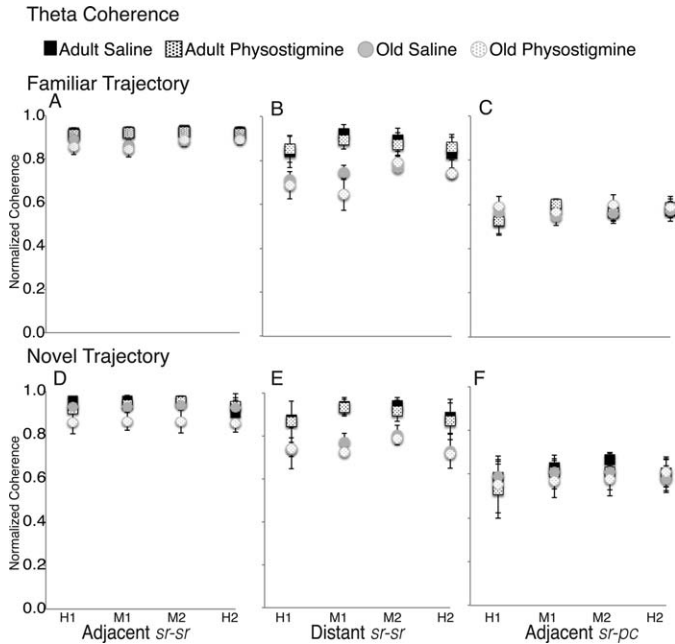 Theta Coherence
Adult Saline Adult Physostigmine Old Saline Old Physostigmine
Familiar Trajectory
A B C
Normalized Coherence
1.0
0.8
0.6
0.4
0.2
0.0
Novel Trajectory
D E F
Normalized Coherence
1.0
0.8
0.6
0.4
0.2
0.0
H1 M1 M2 H2 H1 M1 M2 H2 H1 M1 M2 H2
Adjacent sr-sr Distant sr-sr Adjacent sr-pc